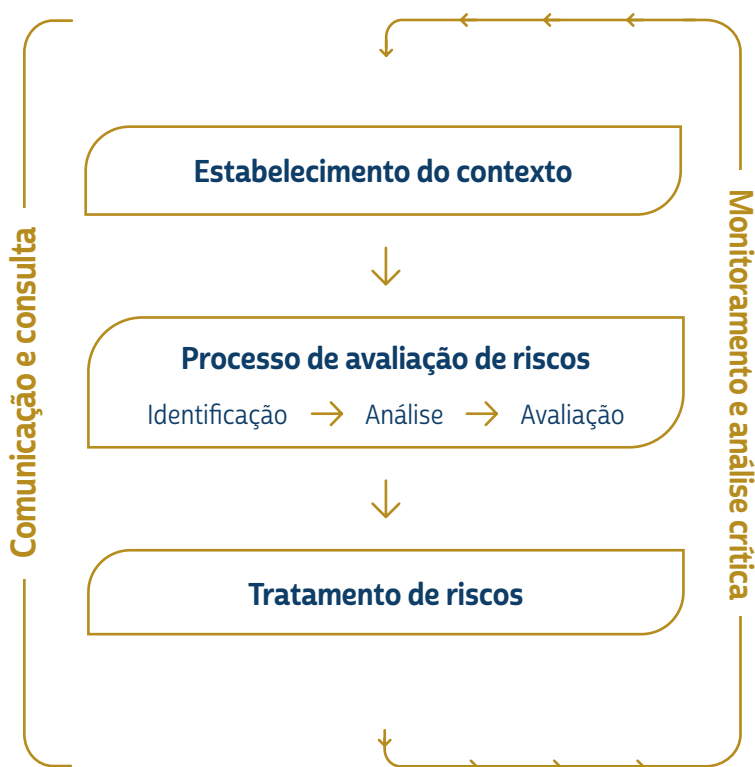 Comunicação e consulta
Estabelecimento do contexto
Processo de avaliação de riscos
Identificação → Análise → Avaliação
Tratamento de riscos
Monitoramento e análise crítica